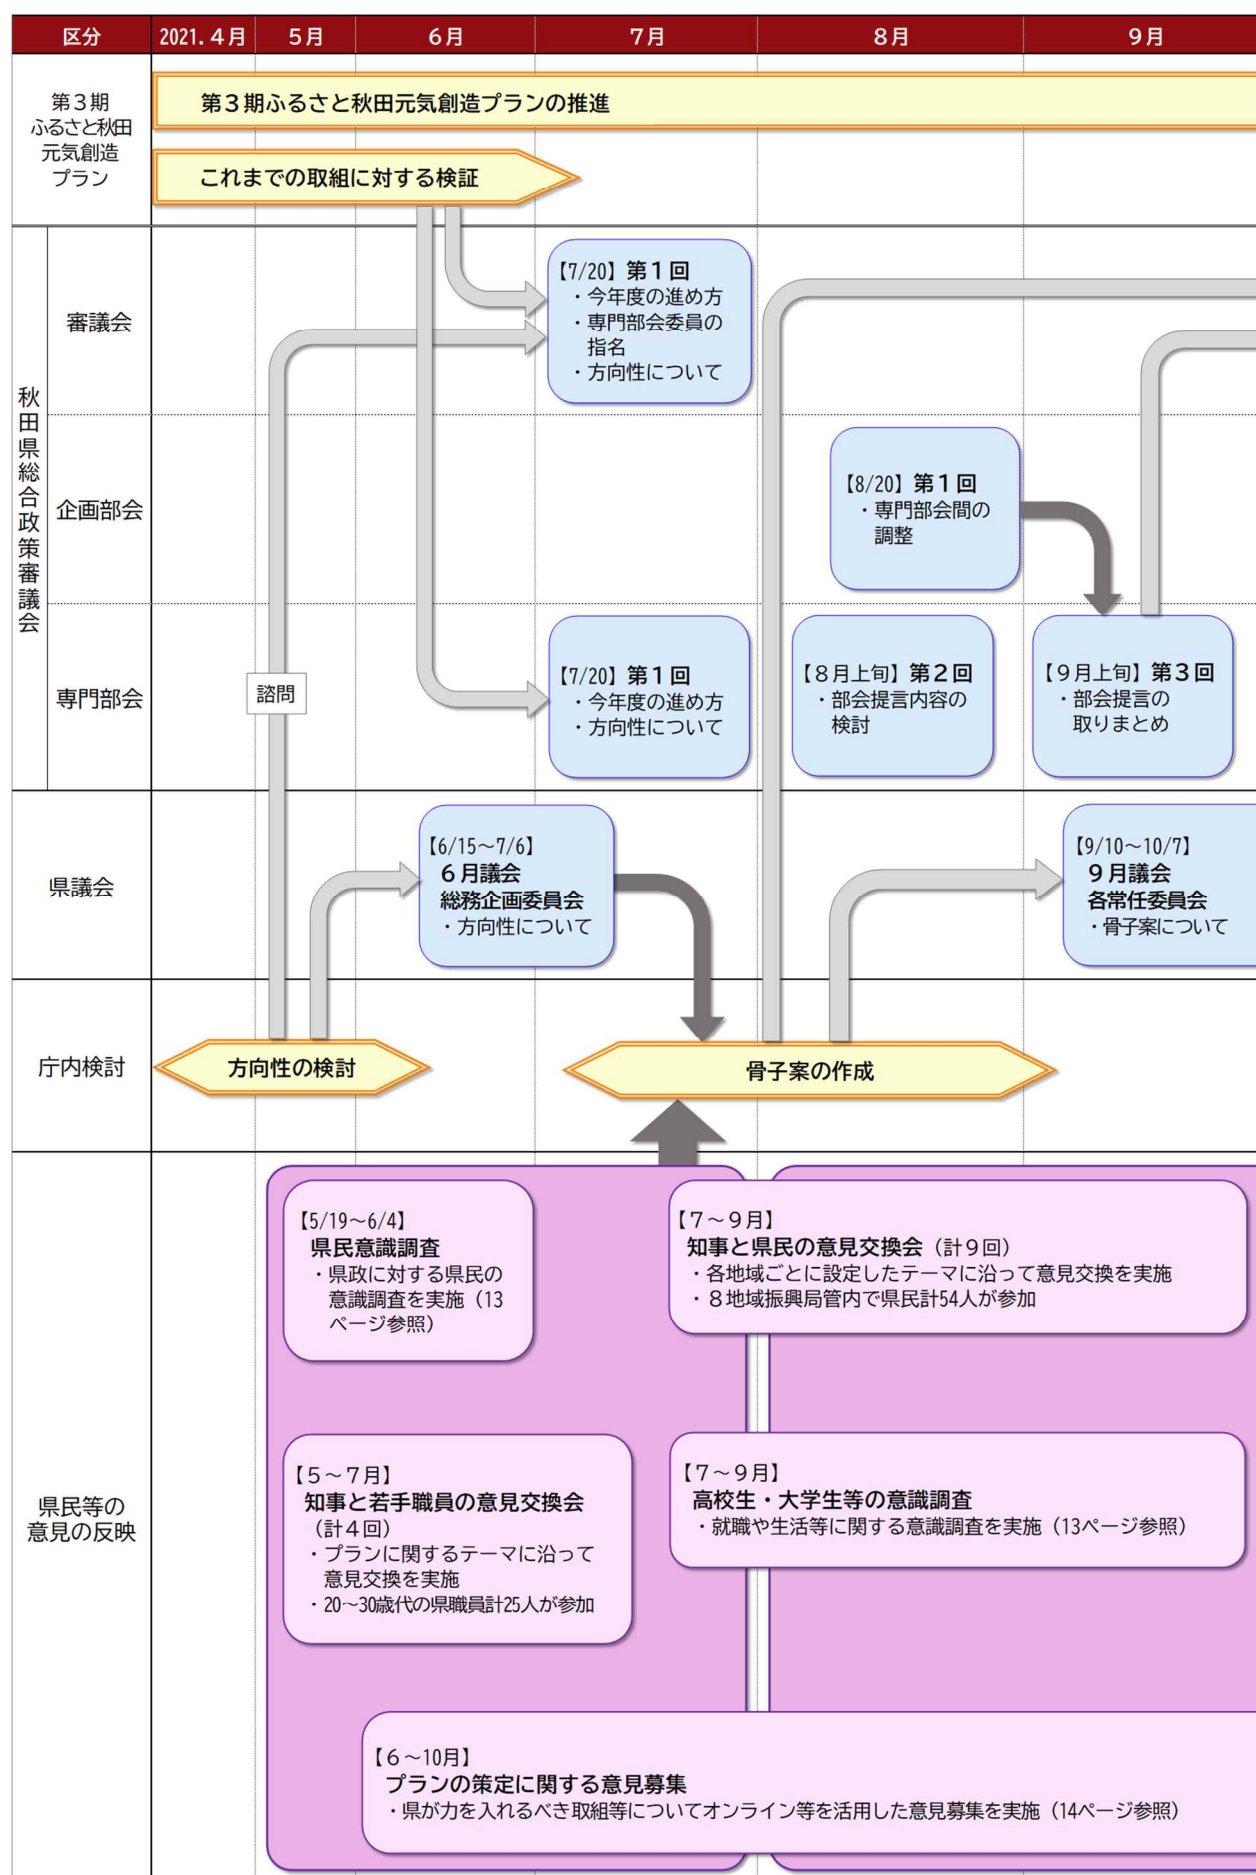 区分 2021.4月 5月 6月 7月 8月 9月
第3期
ふるさと秋田
元気創造
プラン
第3期ふるさと秋田元気創造プランの推進
これまでの取組に対する検証
秋田県総合政策審議会
審議会
【7/20】第1回
・今年度の進め方
・専門部会委員の
指名
・方向性について
企画部会
【8/20】第1回
・専門部会間の
調整
専門部会
諮問
【7/20】第1回
・今年度の進め方
・方向性について
【8月上旬】第2回
・部会提言内容の
検討
【9月上旬】第3回
・部会提言の
取りまとめ
県議会
【6/15～7/6】
6月議会
総務企画委員会
・方向性について
【9/10～10/7】
9月議会
各常任委員会
・骨子案について
庁内検討
方向性の検討
骨子案の作成
県民等の
意見の反映
【5/19～6/4】
県民意識調査
・県政に対する県民の
意識調査を実施（13
ページ参照）
【7～9月】
知事と県民の意見交換会（計9回）
・各地域ごとに設定したテーマに沿って意見交換を実施
・8地域振興局管内で県民計54人が参加
【5～7月】
知事と若手職員の意見交換会
（計4回）
・プランに関するテーマに沿って
意見交換を実施
・20～30歳代の県職員計25人が参加
【7～9月】
高校生・大学生等の意識調査
・就職や生活等に関する意識調査を実施（13ページ参照）
【6～10月】
プランの策定に関する意見募集
・県が力を入れるべき取組等についてオンライン等を活用した意見募集を実施（14ページ参照）